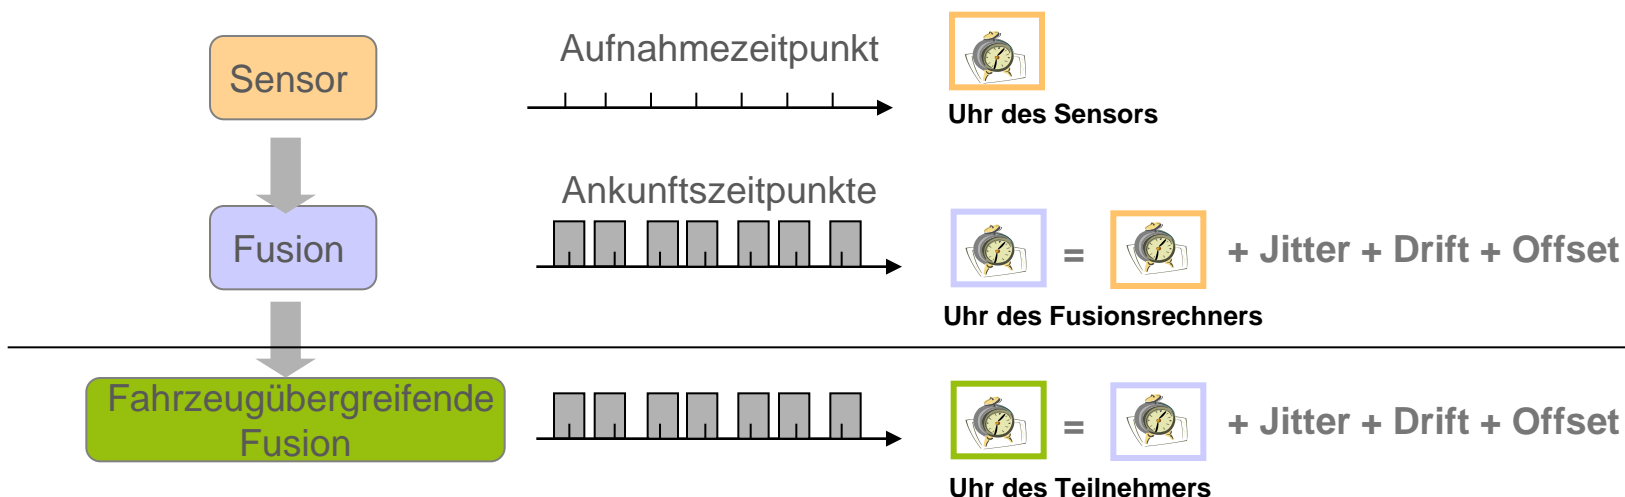 Sensor
Aufnahmezeitpunkt
Uhr des Sensors
Fusion
Ankunftszeitpunkte
= + Jitter + Drift + Offset
Uhr des Fusionsrechners
Fahrzeugübergreifende
Fusion
= + Jitter + Drift + Offset
Uhr des Teilnehmers